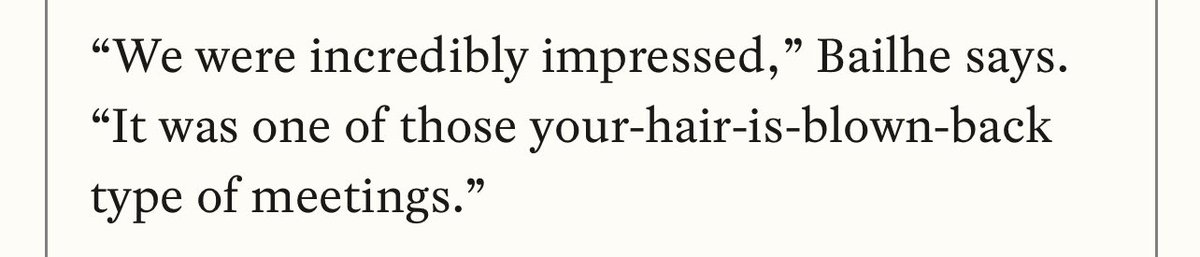 “We were incredibly impressed,” Bailhe says.
“It was one of those your-hair-is-blown-back
type of meetings.”